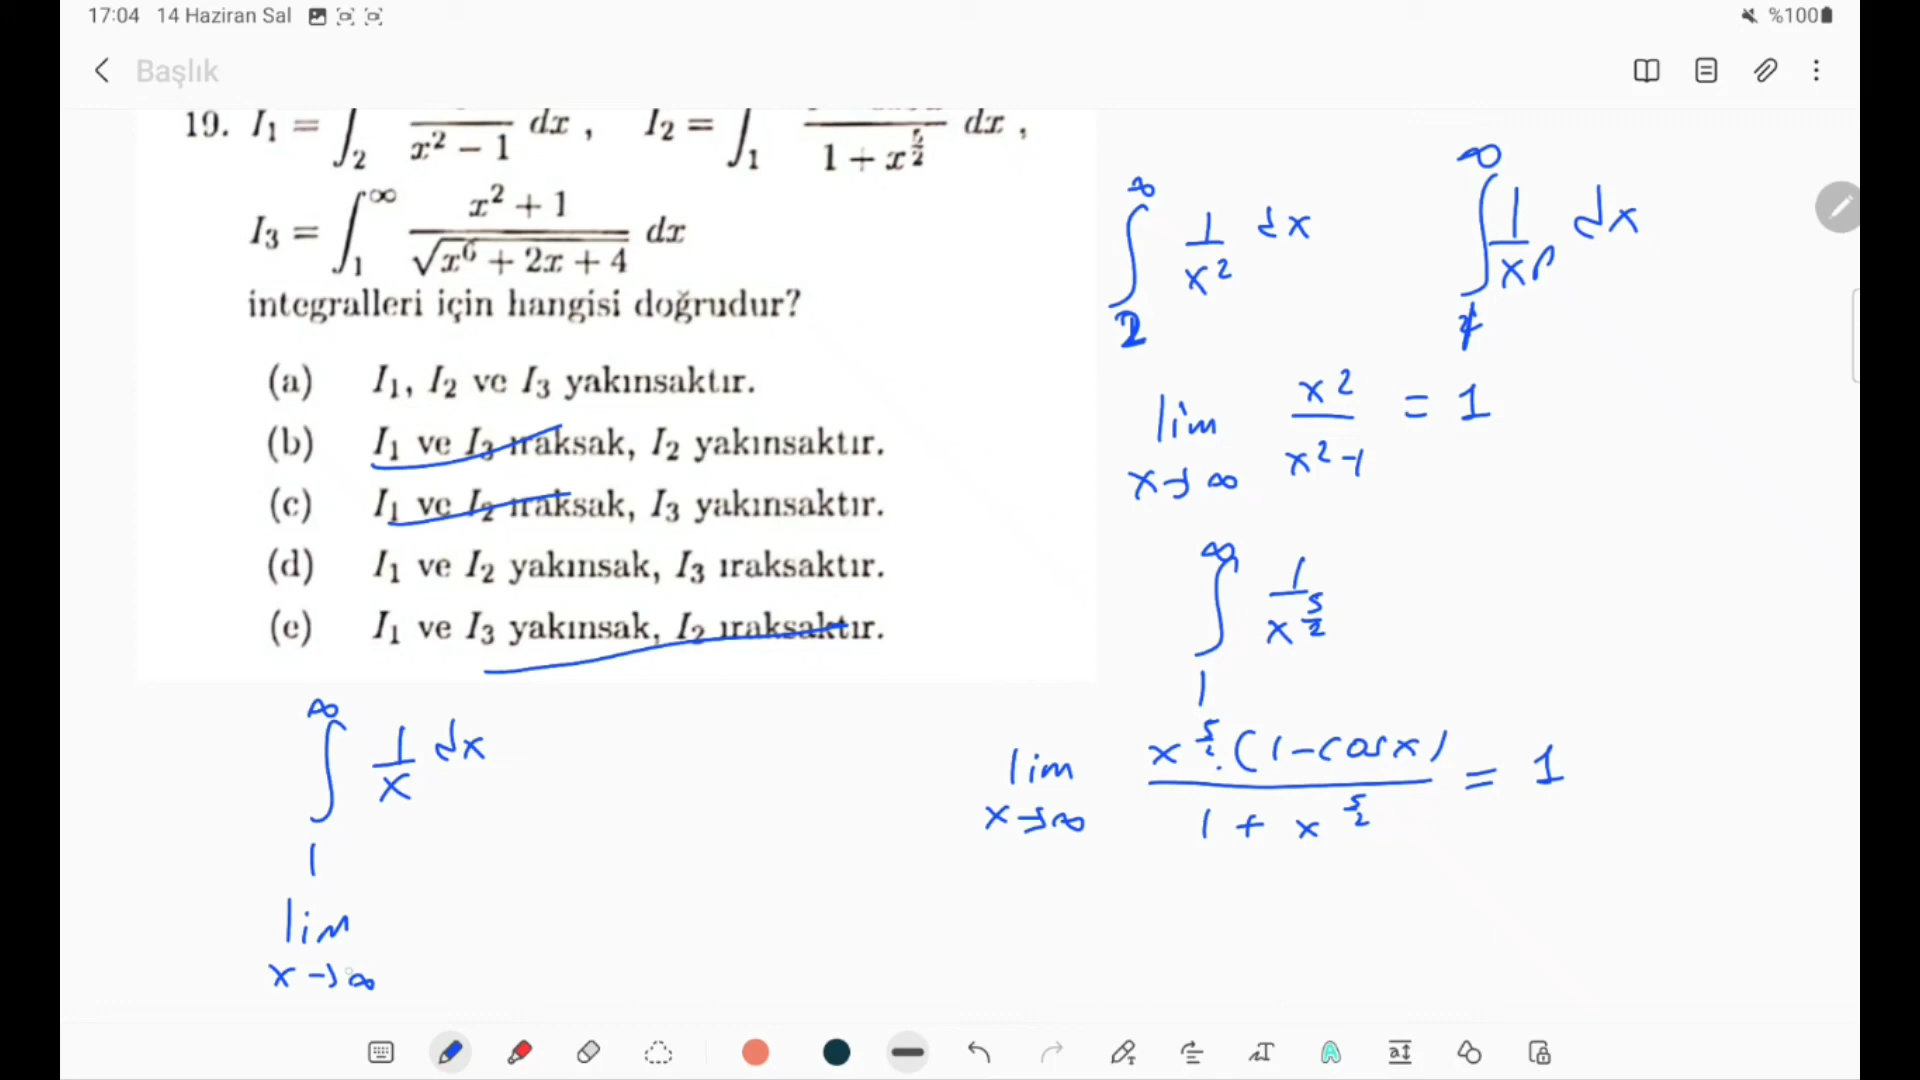 17:04 14 Haziran Sal %100
Başlık
19. I₁ = ∫₂ / x² − 1 dx , I₂ = ∫₁ / 1 + x^(5/2) dx ,
I₃ = ∫₁^∞ x² + 1 / √(x⁶ + 2x + 4) dx
integralleri için hangisi doğrudur?
(a) I₁, I₂ ve I₃ yakınsaktır.
(b) I₁ ve I₃ ıraksak, I₂ yakınsaktır.
(c) I₁ ve I₂ ıraksak, I₃ yakınsaktır.
(d) I₁ ve I₂ yakınsak, I₃ ıraksaktır.
(e) I₁ ve I₃ yakınsak, I₂ ıraksaktır.
∫₂^∞ 1/x² dx
∫₁^∞ 1/x^p dx
lim x→∞ x² / x²-1 = 1
∫₁^∞ 1/x^(5/2)
lim x→∞ x^(5/2) . (1-cosx) / 1 + x^(5/2) = 1
∫₁^∞ 1/x dx
lim x→∞